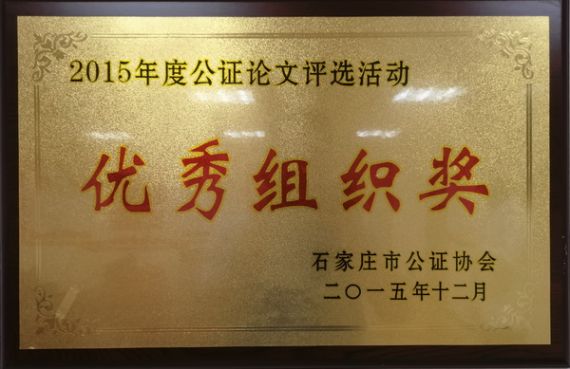 2015年度公证论文评选活动
优秀组织奖
石家庄市公证协会
二〇一五年十二月